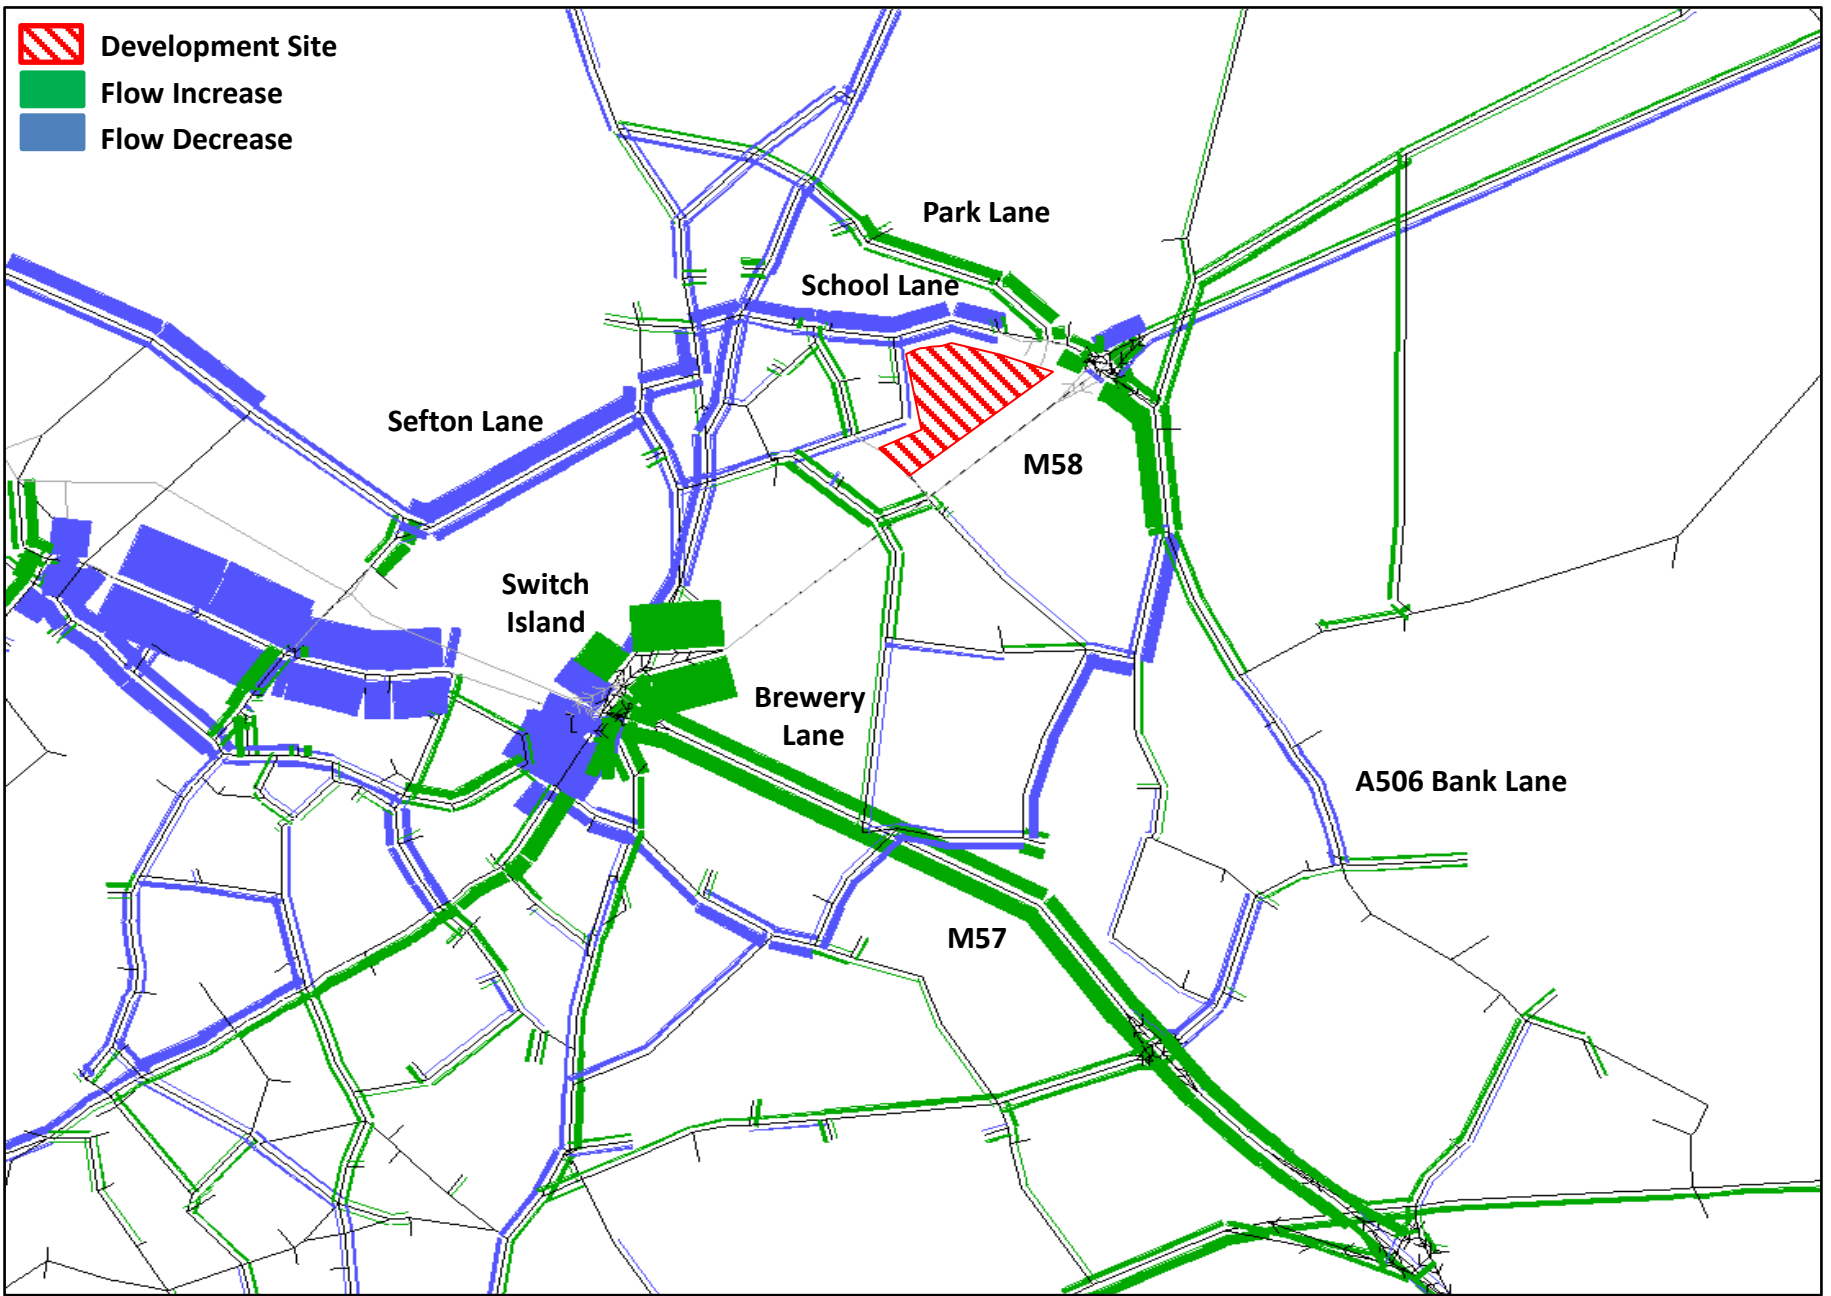 Development Site
Flow Increase
Flow Decrease
Park Lane
School Lane
Sefton Lane
M58
Switch
Island
Brewery
Lane
A506 Bank Lane
M57